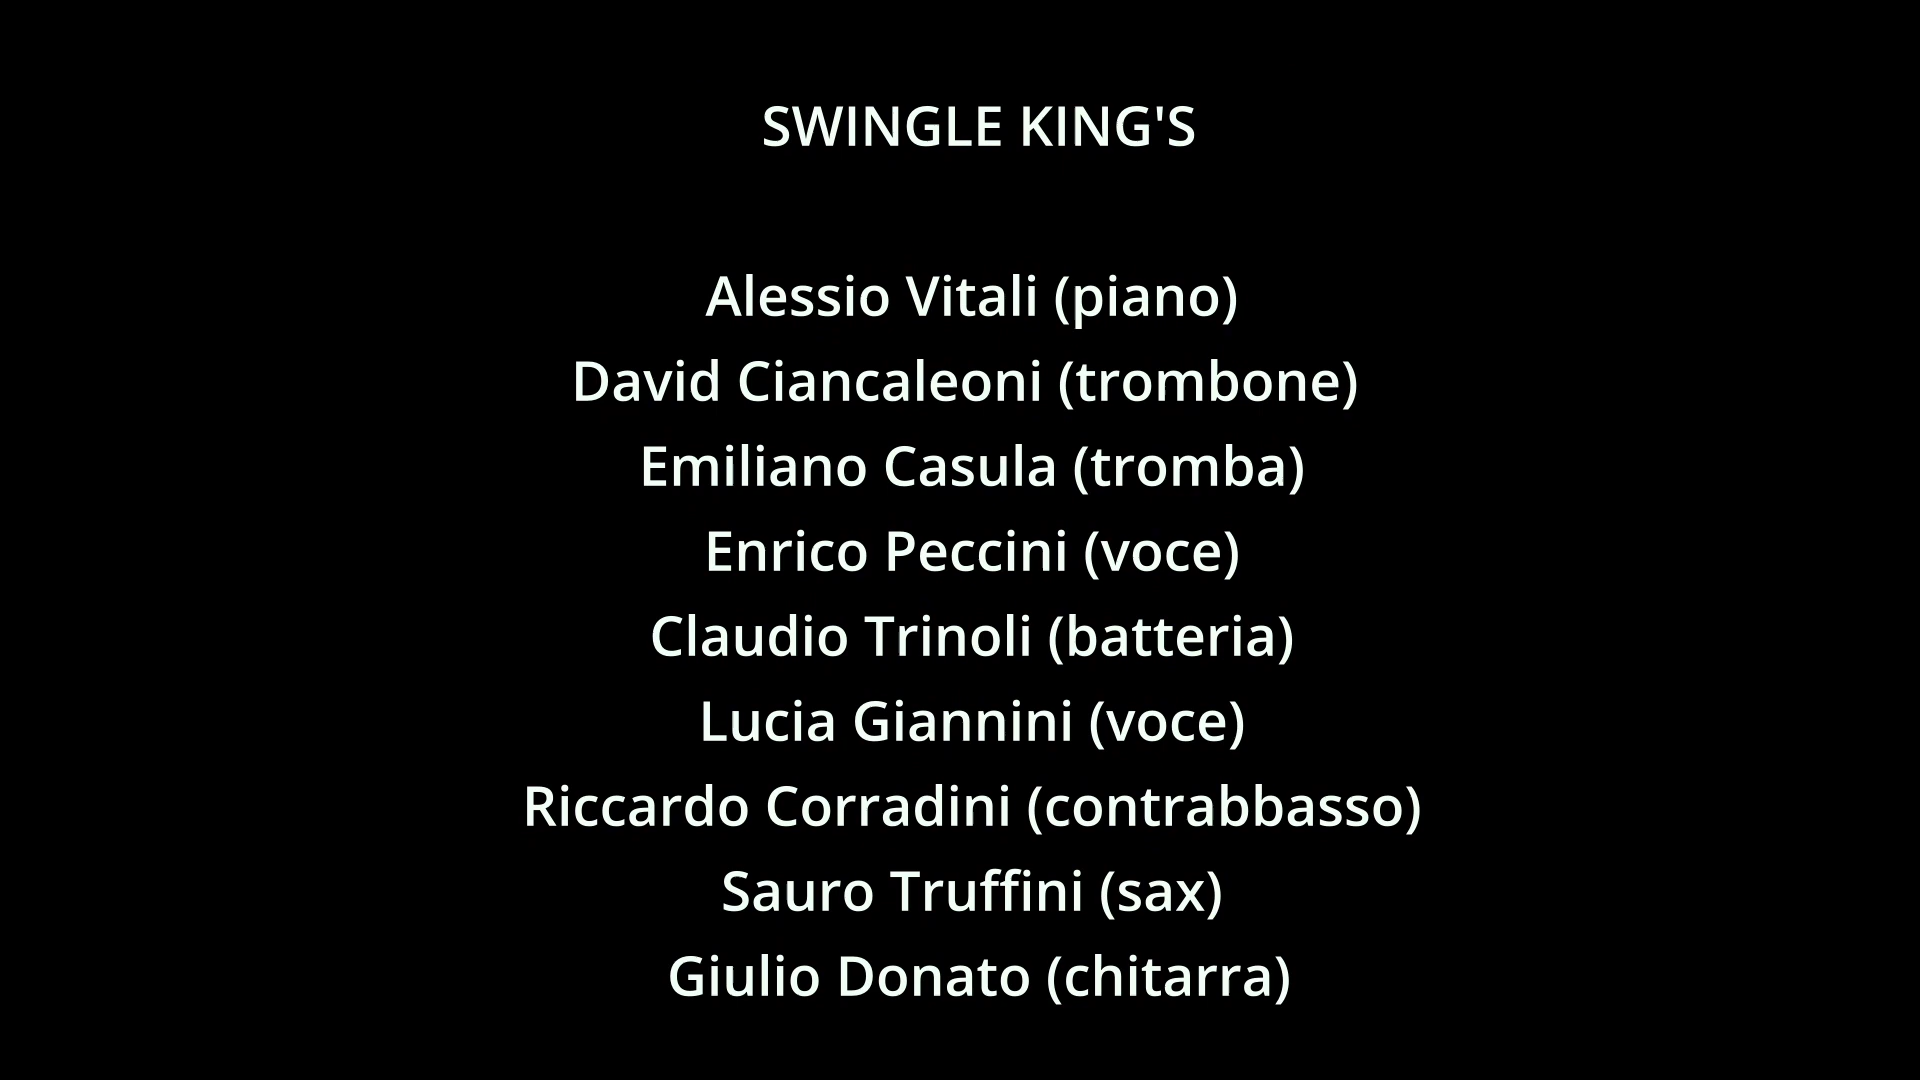 SWINGLE KING'S
Alessio Vitali (piano)
David Ciancaleoni (trombone)
Emiliano Casula (tromba)
Enrico Peccini (voce)
Claudio Trinoli (batteria)
Lucia Giannini (voce)
Riccardo Corradini (contrabbasso)
Sauro Truffini (sax)
Giulio Donato (chitarra)